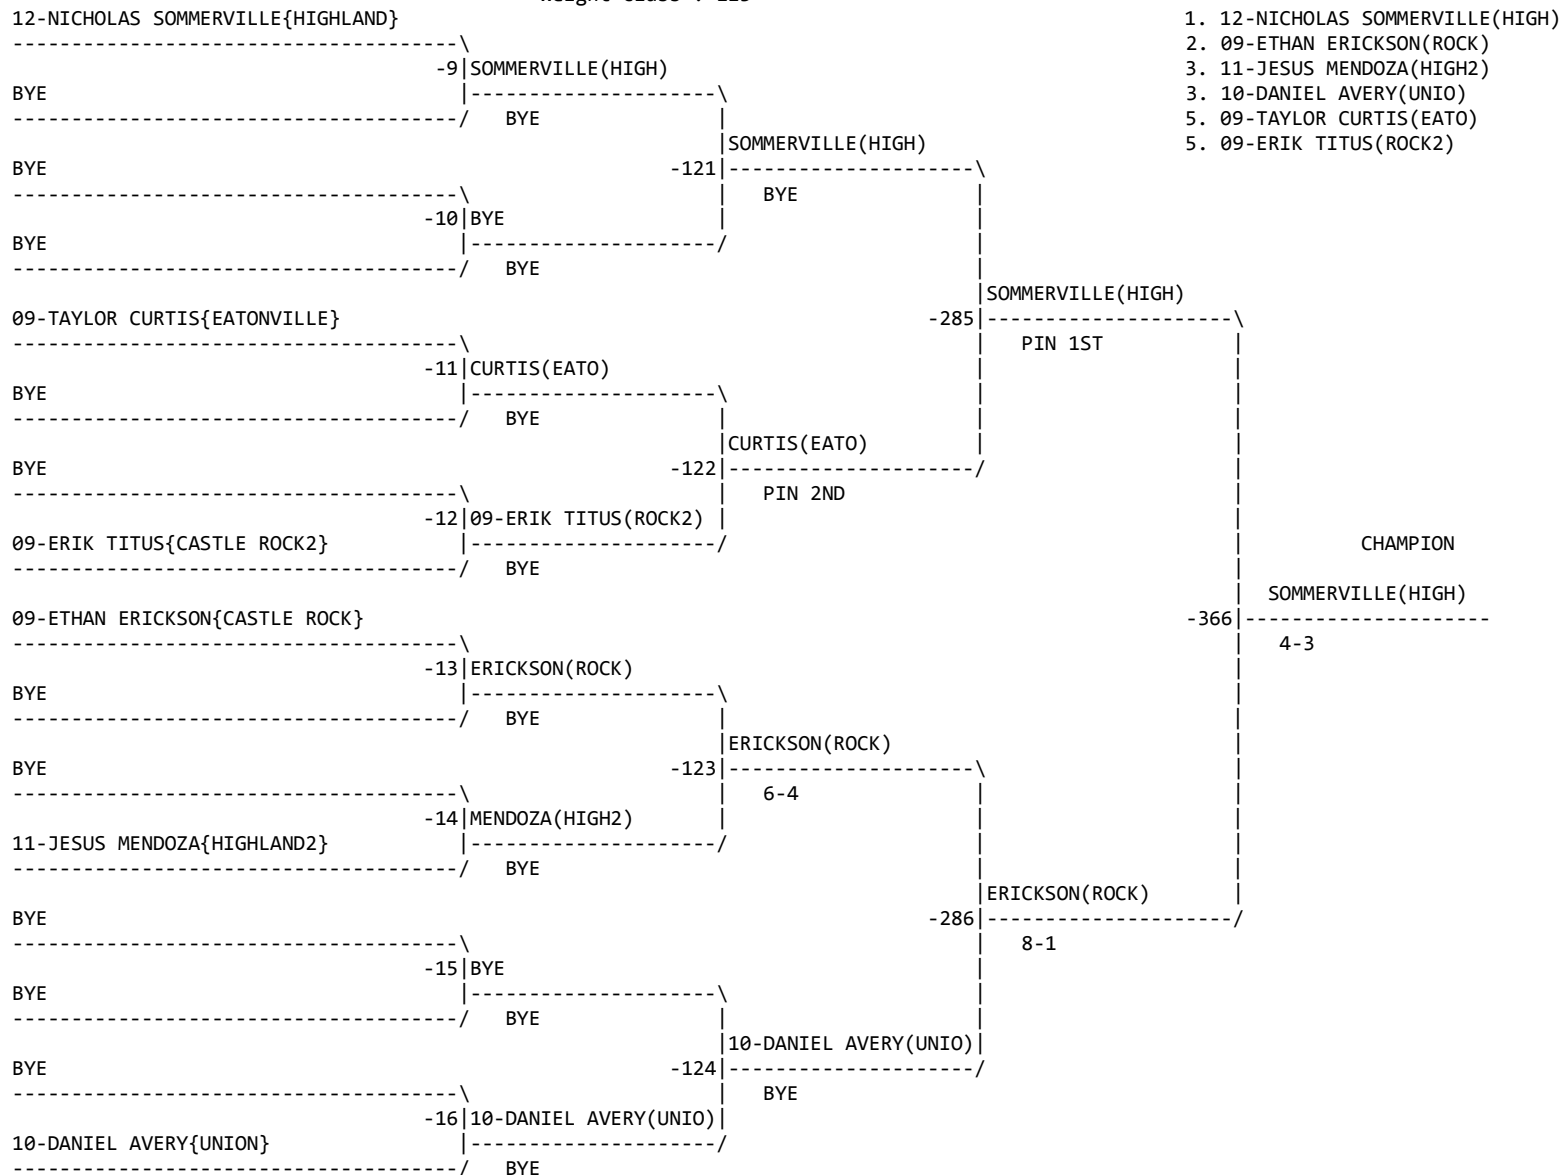 12-NICHOLAS SOMMERVILLE{HIGHLAND}
1. 12-NICHOLAS SOMMERVILLE(HIGH)
2. 09-ETHAN ERICKSON(ROCK)
-9 SOMMERVILLE(HIGH)
3. 11-JESUS MENDOZA(HIGH2)
BYE
3. 10-DANIEL AVERY(UNIO)
BYE
5. 09-TAYLOR CURTIS(EATO)
SOMMERVILLE(HIGH)
5. 09-ERIK TITUS(ROCK2)
BYE
-121
BYE
-10 BYE
BYE
BYE
SOMMERVILLE(HIGH)
09-TAYLOR CURTIS{EATONVILLE}
-285
PIN 1ST
-11 CURTIS(EATO)
BYE
BYE
CURTIS(EATO)
BYE
-122
PIN 2ND
-12 09-ERIK TITUS(ROCK2)
09-ERIK TITUS{CASTLE ROCK2}
CHAMPION
BYE
SOMMERVILLE(HIGH)
09-ETHAN ERICKSON{CASTLE ROCK}
-366
4-3
-13 ERICKSON(ROCK)
BYE
BYE
ERICKSON(ROCK)
BYE
-123
6-4
-14 MENDOZA(HIGH2)
11-JESUS MENDOZA{HIGHLAND2}
BYE
ERICKSON(ROCK)
BYE
-286
8-1
-15 BYE
BYE
BYE
10-DANIEL AVERY(UNIO)
BYE
-124
BYE
-16 10-DANIEL AVERY(UNIO)
10-DANIEL AVERY{UNION}
BYE